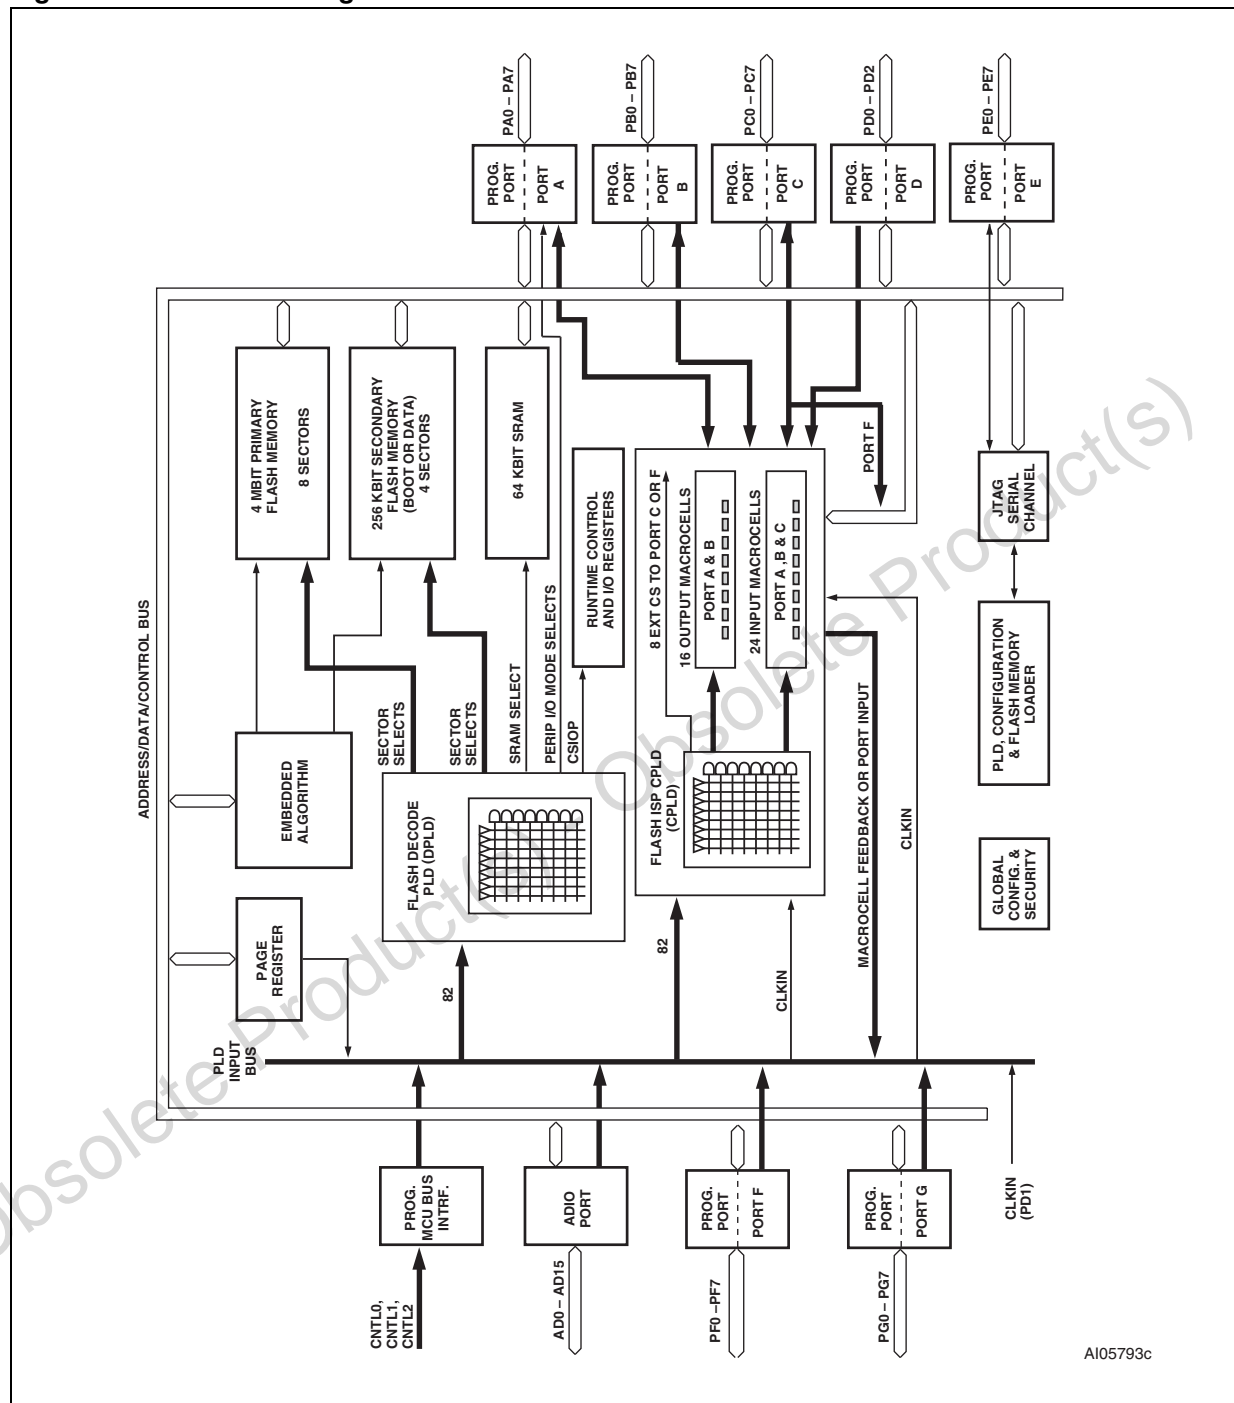 PA0 – PA7
PB0 – PB7
PC0 – PC7
PD0 – PD2
PE0 – PE7
PROG.
PORT
PORT
A
PROG.
PORT
PORT
B
PROG.
PORT
PORT
C
PROG.
PORT
PORT
D
PROG.
PORT
PORT
E
ADDRESS/DATA/CONTROL BUS
4 MBIT PRIMARY
FLASH MEMORY
8 SECTORS
256 KBIT SECONDARY
FLASH MEMORY
(BOOT OR DATA)
4 SECTORS
64 KBIT SRAM
RUNTIME CONTROL
AND I/O REGISTERS
8 EXT CS TO PORT C OR F
16 OUTPUT MACROCELLS
PORT A & B
24 INPUT MACROCELLS
PORT A ,B & C
PORT F
JTAG
SERIAL
CHANNEL
PLD, CONFIGURATION
& FLASH MEMORY
LOADER
GLOBAL
CONFIG. &
SECURITY
EMBEDDED
ALGORITHM
SECTOR
SELECTS
SECTOR
SELECTS
SRAM SELECT
PERIP I/O MODE SELECTS
CSIOP
FLASH DECODE
PLD (DPLD)
FLASH ISP CPLD
(CPLD)
MACROCELL FEEDBACK OR PORT INPUT
CLKIN
PAGE
REGISTER
82
82
CLKIN
PLD
INPUT
BUS
PROG.
MCU BUS
INTRF.
ADIO
PORT
PROG.
PORT
PORT F
PROG.
PORT
PORT G
CLKIN
(PD1)
CNTL0,
CNTL1,
CNTL2
AD0 – AD15
PF0 –PF7
PG0 – PG7
AI05793c
Obsolete Product(s) - Obsolete Product(s)